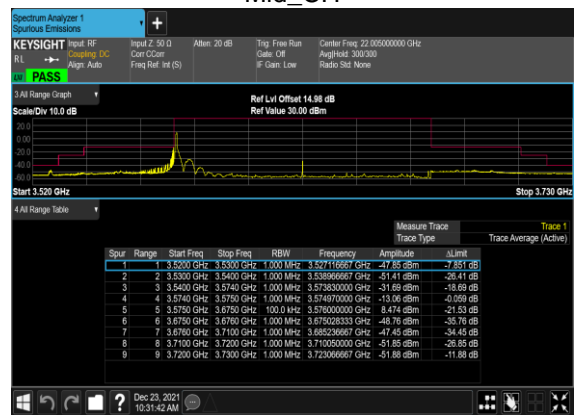 Mid_CH
Spectrum Analyzer 1
Spurious Emissions
KEYSIGHT Input: RF Input Z: 50 Ω Atten: 20 dB Trig: Free Run Center Freq: 22.005000000 GHz
RL Coupling: DC Corr CCorr Gate: Off Avg|Hold: 300/300
Align: Auto Freq Ref: Int (S) IF Gain: Low Radio Std: None
PASS
3 All Range Graph Ref Lvl Offset 14.98 dB
Scale/Div 10.0 dB Ref Value 30.00 dBm
20.0
0.00
-20.0
-40.0
-60.0
Start 3.520 GHz Stop 3.730 GHz
4 All Range Table
Measure Trace Trace 1
Trace Type Trace Average (Active)
Spur Range Start Freq Stop Freq RBW Frequency Amplitude ΔLimit
1 1 3.5200 GHz 3.5300 GHz 1.000 MHz 3.527116667 GHz -47.85 dBm -7.851 dB
2 2 3.5300 GHz 3.5400 GHz 1.000 MHz 3.538966667 GHz -51.41 dBm -26.41 dB
3 3 3.5400 GHz 3.5740 GHz 1.000 MHz 3.573830000 GHz -31.69 dBm -18.69 dB
4 4 3.5740 GHz 3.5750 GHz 1.000 MHz 3.574970000 GHz -13.06 dBm -0.059 dB
5 5 3.5750 GHz 3.6750 GHz 100.0 kHz 3.576000000 GHz 8.474 dBm -21.53 dB
6 6 3.6750 GHz 3.6760 GHz 1.000 MHz 3.675028333 GHz -48.76 dBm -35.76 dB
7 7 3.6760 GHz 3.7100 GHz 1.000 MHz 3.685236667 GHz -47.45 dBm -34.45 dB
8 8 3.7100 GHz 3.7200 GHz 1.000 MHz 3.710050000 GHz -51.85 dBm -26.85 dB
9 9 3.7200 GHz 3.7300 GHz 1.000 MHz 3.723066667 GHz -51.88 dBm -11.88 dB
? Dec 23, 2021
10:31:42 AM